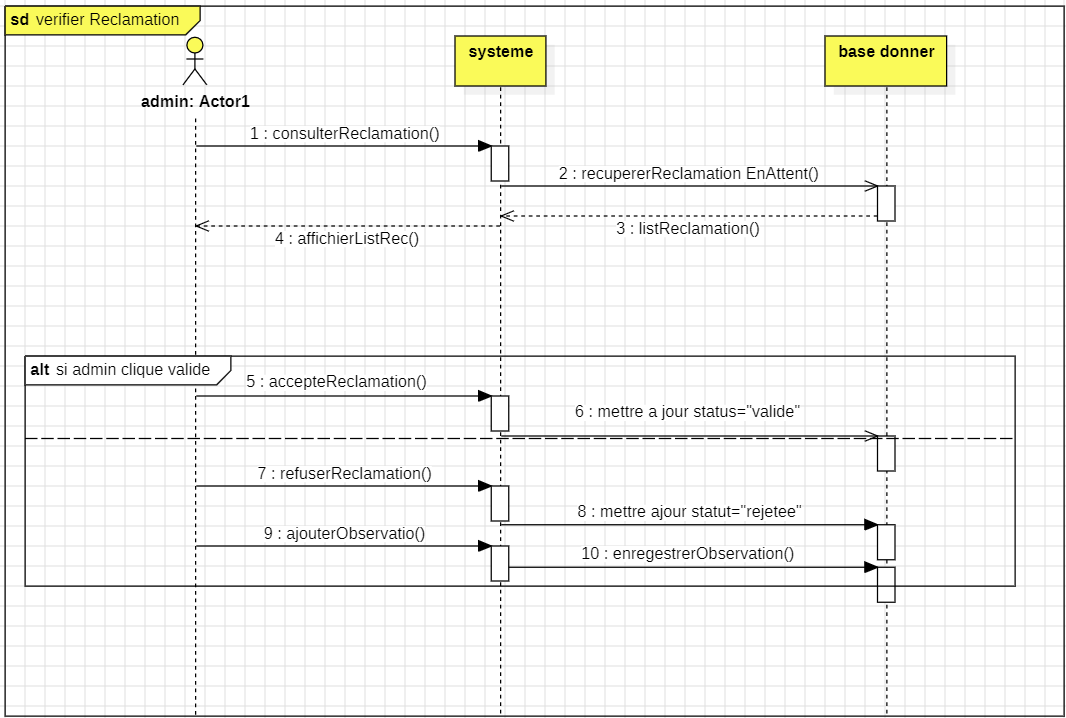 sd verifier Reclamation
systeme
base donner
admin: Actor1
1 : consulterReclamation()
2 : recupererReclamation EnAttent()
3 : listReclamation()
4 : affichierListRec()
alt si admin clique valide
5 : accepteReclamation()
6 : mettre a jour status="valide"
7 : refuserReclamation()
8 : mettre ajour statut="rejetee"
9 : ajouterObservatio()
10 : enregestrerObservation()